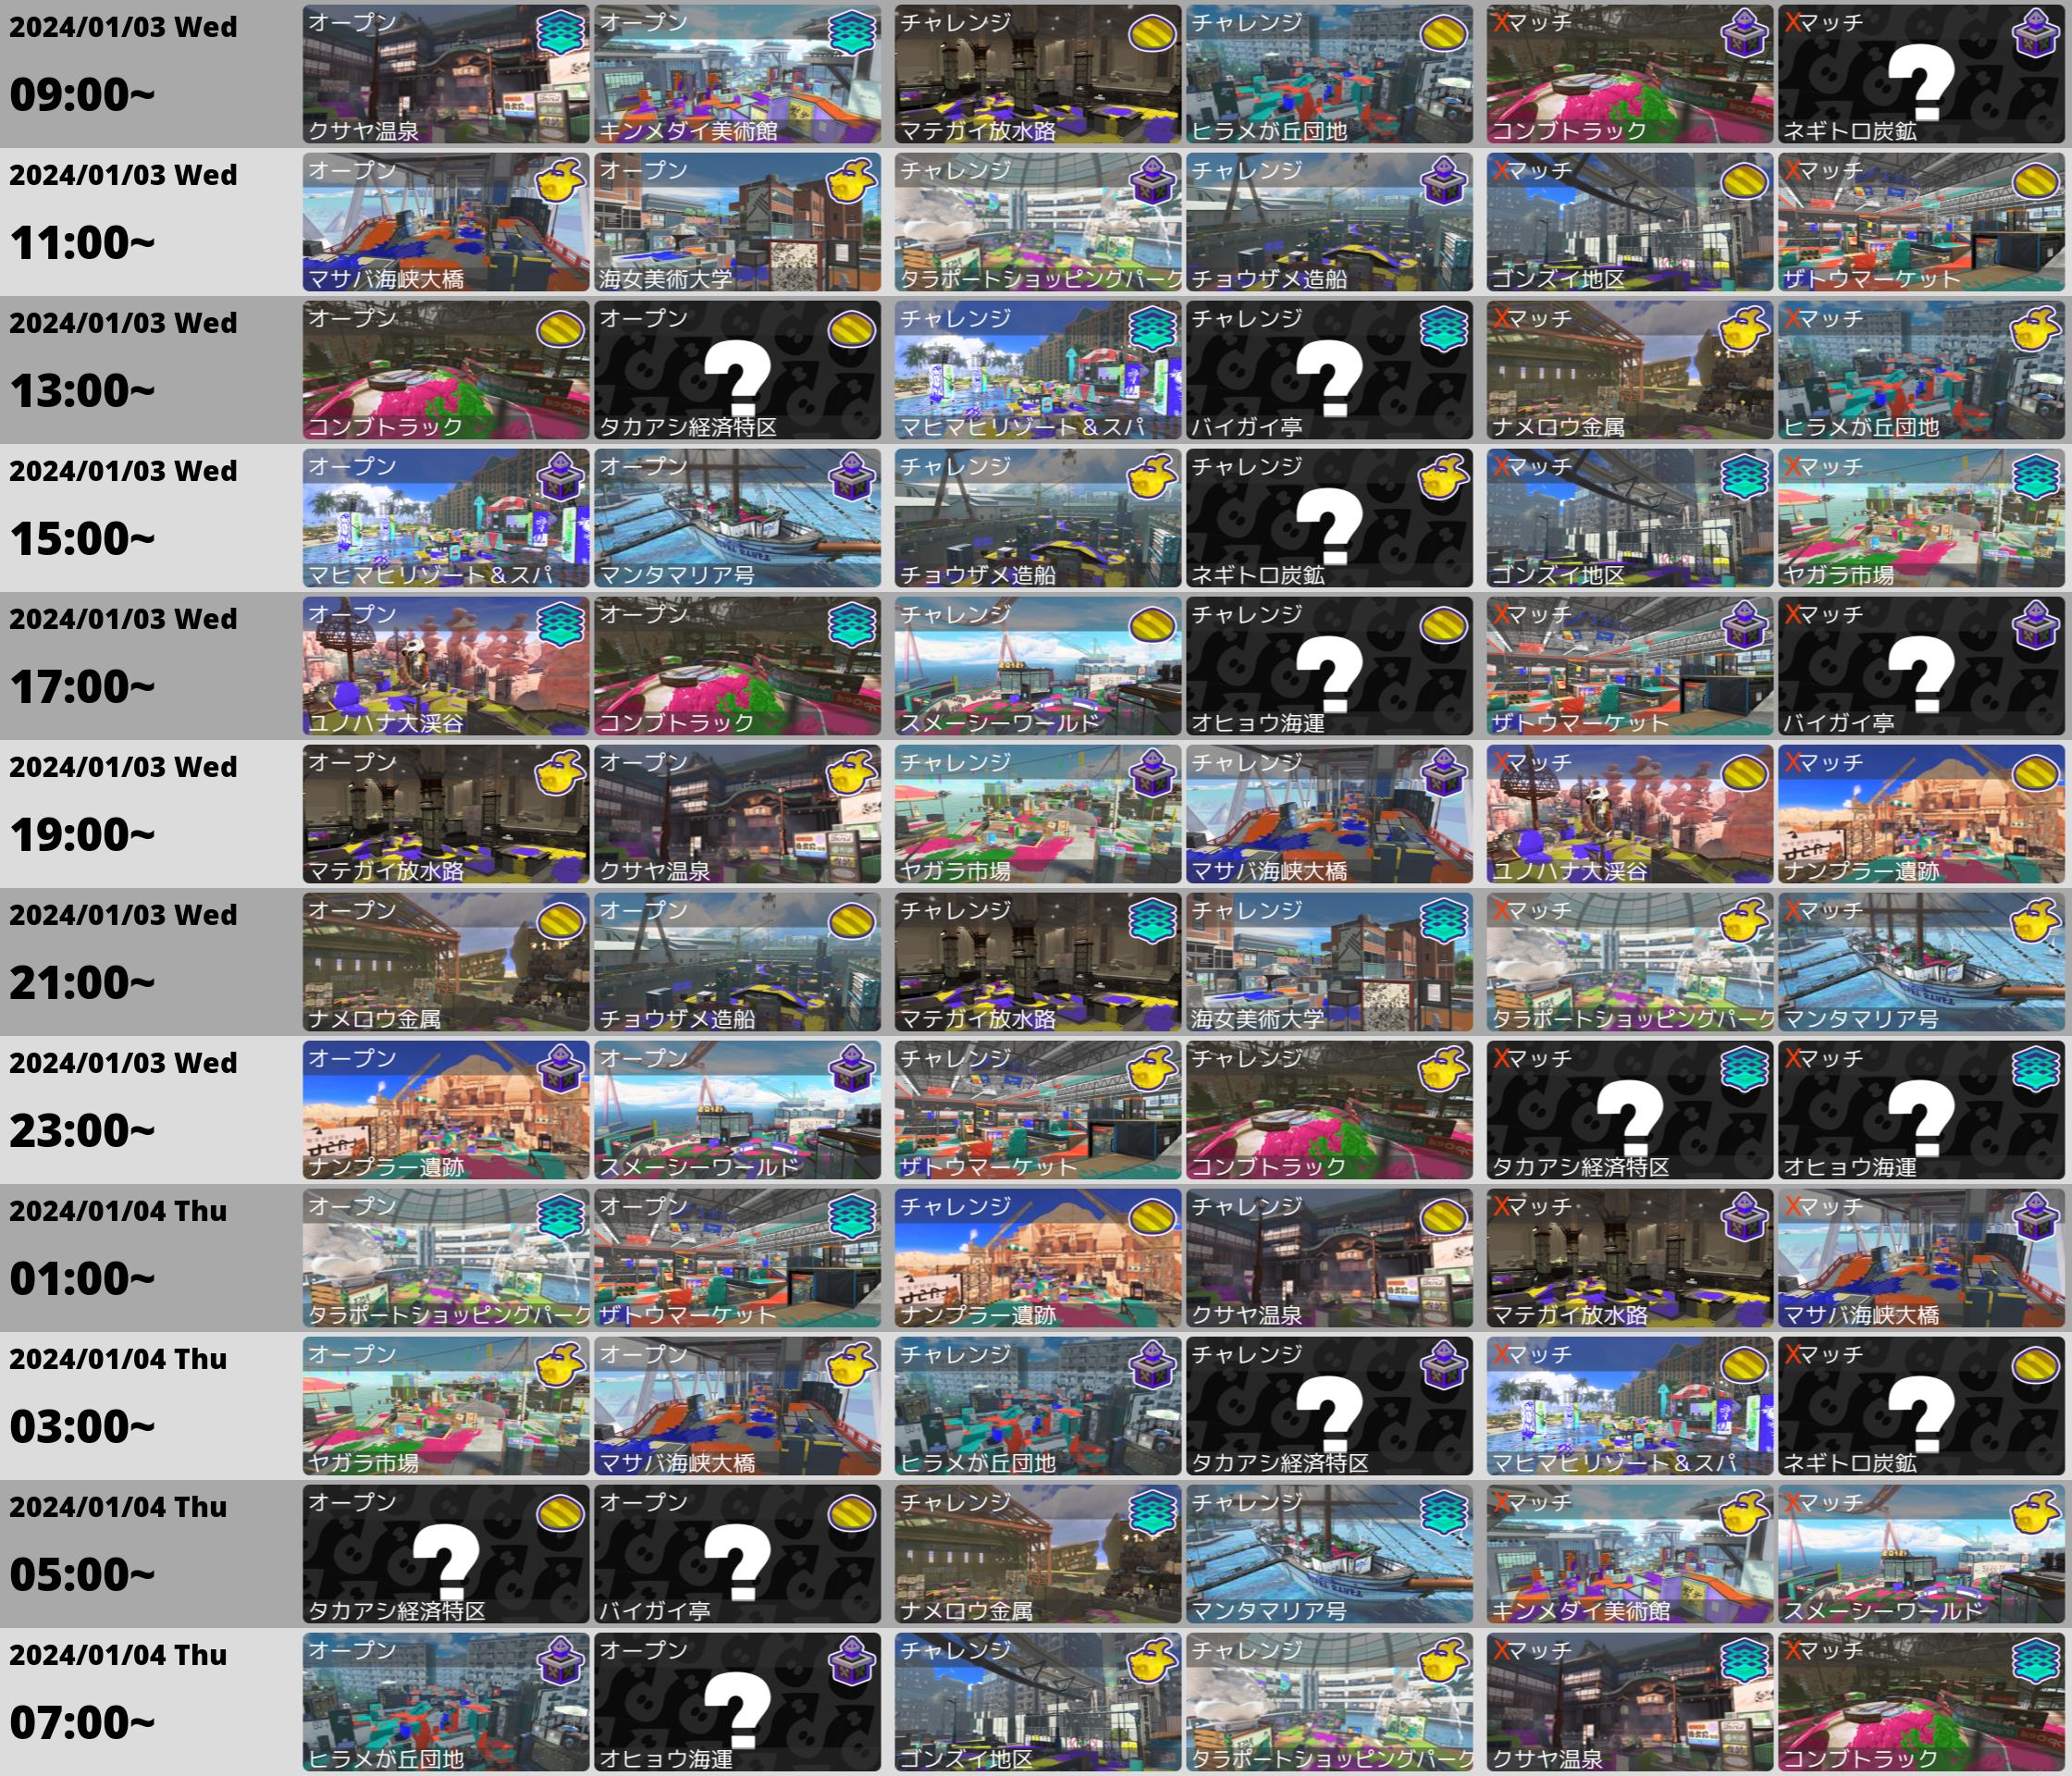 2024/01/03 Wed
09:00~
オープン オープン チャレンジ チャレンジ Xマッチ Xマッチ
クサヤ温泉 キンメダイ美術館 マテガイ放水路 ヒラメが丘団地 コンブトラック ネギトロ炭鉱
2024/01/03 Wed
11:00~
オープン オープン チャレンジ チャレンジ Xマッチ Xマッチ
マサバ海峡大橋 海女美術大学 タラポートショッピングパーク チョウザメ造船 ゴンズイ地区 ザトウマーケット
2024/01/03 Wed
13:00~
オープン オープン チャレンジ チャレンジ Xマッチ Xマッチ
コンブトラック タカアシ経済特区 マヒマヒリゾート＆スパ バイガイ亭 ナメロウ金属 ヒラメが丘団地
2024/01/03 Wed
15:00~
オープン オープン チャレンジ チャレンジ Xマッチ Xマッチ
マヒマヒリゾート＆スパ マンタマリア号 チョウザメ造船 ネギトロ炭鉱 ゴンズイ地区 ヤガラ市場
2024/01/03 Wed
17:00~
オープン オープン チャレンジ チャレンジ Xマッチ Xマッチ
ユノハナ大渓谷 コンブトラック スメーシーワールド オヒョウ海運 ザトウマーケット バイガイ亭
2024/01/03 Wed
19:00~
オープン オープン チャレンジ チャレンジ Xマッチ Xマッチ
マテガイ放水路 クサヤ温泉 ヤガラ市場 マサバ海峡大橋 ユノハナ大渓谷 ナンプラー遺跡
2024/01/03 Wed
21:00~
オープン オープン チャレンジ チャレンジ Xマッチ Xマッチ
ナメロウ金属 チョウザメ造船 マテガイ放水路 海女美術大学 タラポートショッピングパーク マンタマリア号
2024/01/03 Wed
23:00~
オープン オープン チャレンジ チャレンジ Xマッチ Xマッチ
ナンプラー遺跡 スメーシーワールド ザトウマーケット コンブトラック タカアシ経済特区 オヒョウ海運
2024/01/04 Thu
01:00~
オープン オープン チャレンジ チャレンジ Xマッチ Xマッチ
タラポートショッピングパーク ザトウマーケット ナンプラー遺跡 クサヤ温泉 マテガイ放水路 マサバ海峡大橋
2024/01/04 Thu
03:00~
オープン オープン チャレンジ チャレンジ Xマッチ Xマッチ
ヤガラ市場 マサバ海峡大橋 ヒラメが丘団地 タカアシ経済特区 マヒマヒリゾート＆スパ ネギトロ炭鉱
2024/01/04 Thu
05:00~
オープン オープン チャレンジ チャレンジ Xマッチ Xマッチ
タカアシ経済特区 バイガイ亭 ナメロウ金属 マンタマリア号 キンメダイ美術館 スメーシーワールド
2024/01/04 Thu
07:00~
オープン オープン チャレンジ チャレンジ Xマッチ Xマッチ
ヒラメが丘団地 オヒョウ海運 ゴンズイ地区 タラポートショッピングパーク クサヤ温泉 コンブトラック